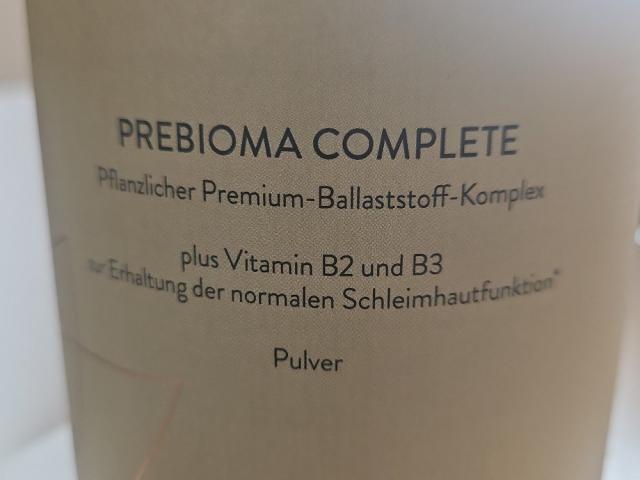 PREBIOMA COMPLETE
Pflanzlicher Premium-Ballaststoff-Komplex
plus Vitamin B2 und B3
zur Erhaltung der normalen Schleimhautfunktion*
Pulver